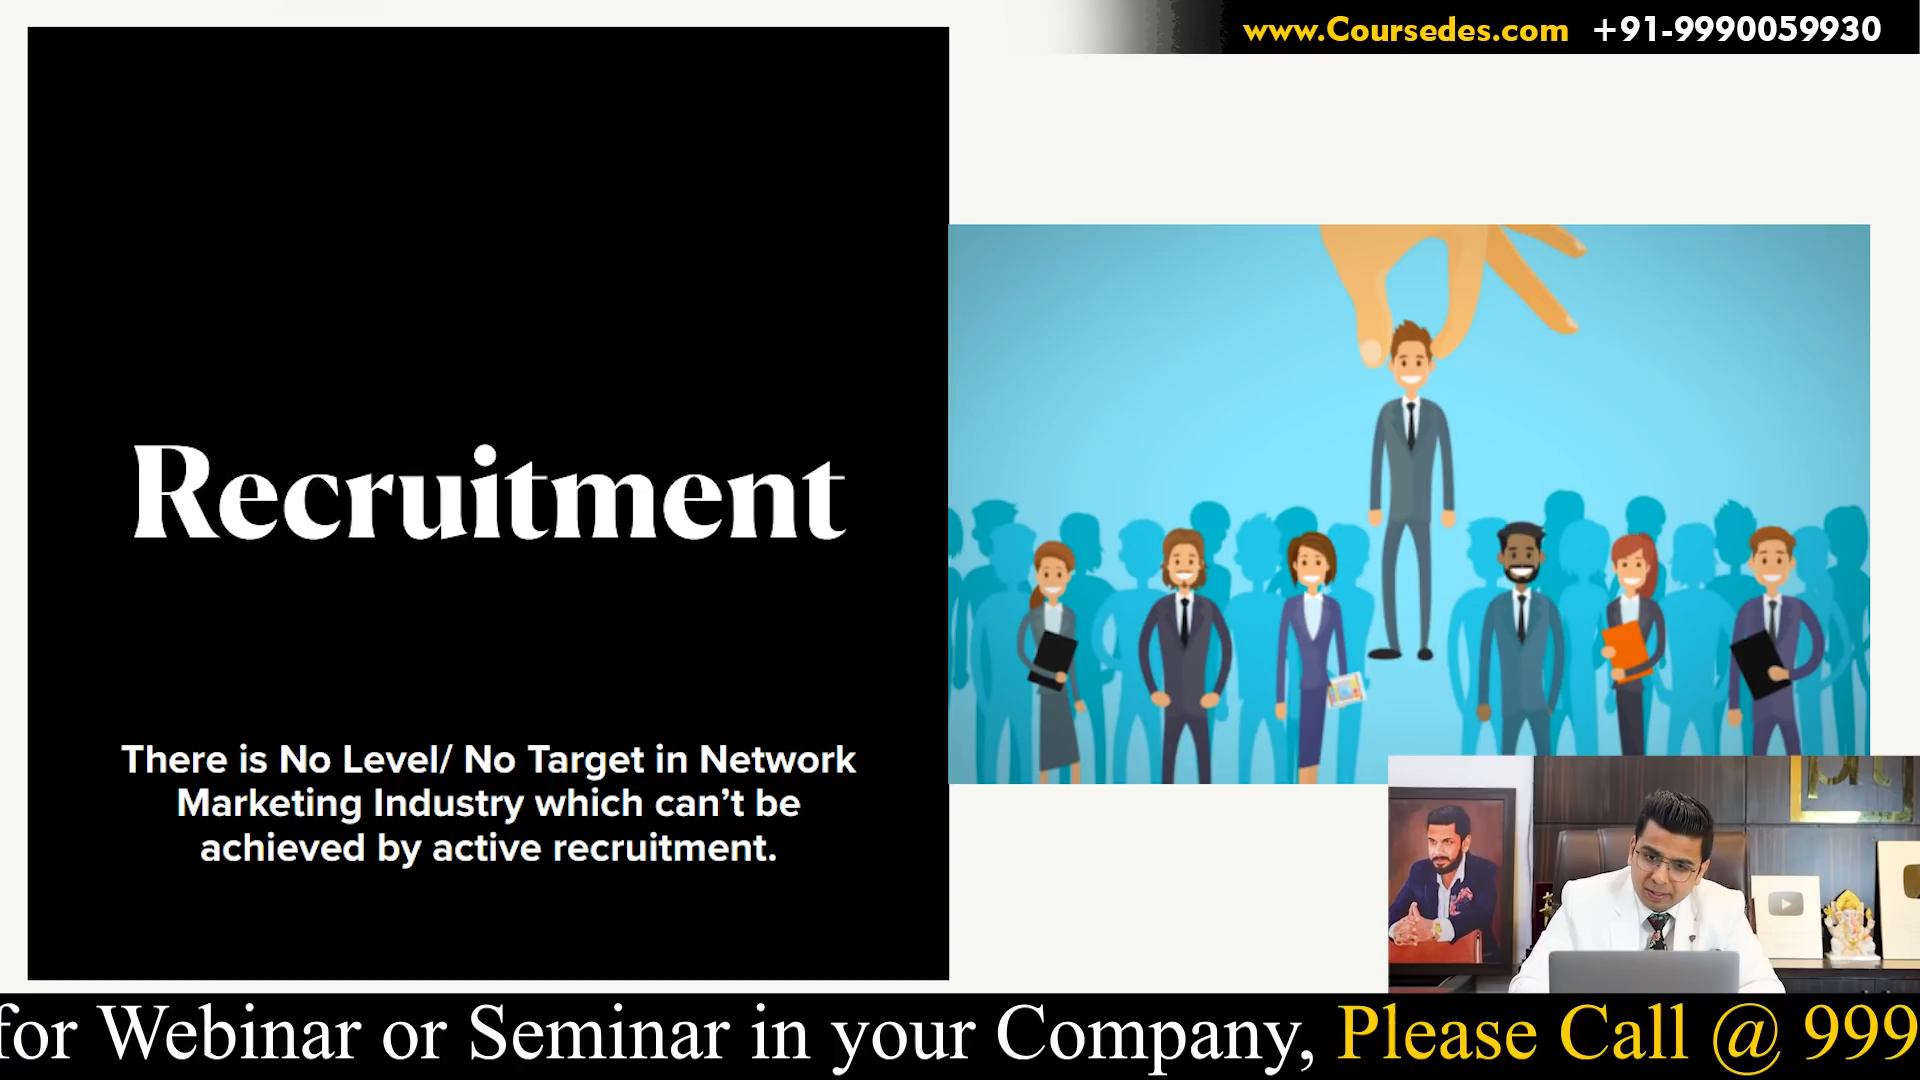 www.Coursedes.com +91-9990059930
Recruitment
There is No Level/ No Target in Network
Marketing Industry which can't be
achieved by active recruitment.
for Webinar or Seminar in your Company, Please Call @ 999